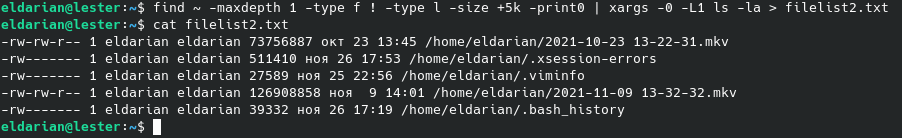 eldarian@lester:~$ find ~ -maxdepth 1 -type f ! -type l -size +5k -print0 | xargs -0 -L1 ls -la > filelist2.txt
eldarian@lester:~$ cat filelist2.txt
-rw-rw-r-- 1 eldarian eldarian 73756887 окт 23 13:45 /home/eldarian/2021-10-23 13-22-31.mkv
-rw------- 1 eldarian eldarian 511410 ноя 26 17:53 /home/eldarian/.xsession-errors
-rw------- 1 eldarian eldarian 27589 ноя 25 22:56 /home/eldarian/.viminfo
-rw-rw-r-- 1 eldarian eldarian 126908858 ноя  9 14:01 /home/eldarian/2021-11-09 13-32-32.mkv
-rw------- 1 eldarian eldarian 39332 ноя 26 17:19 /home/eldarian/.bash_history
eldarian@lester:~$